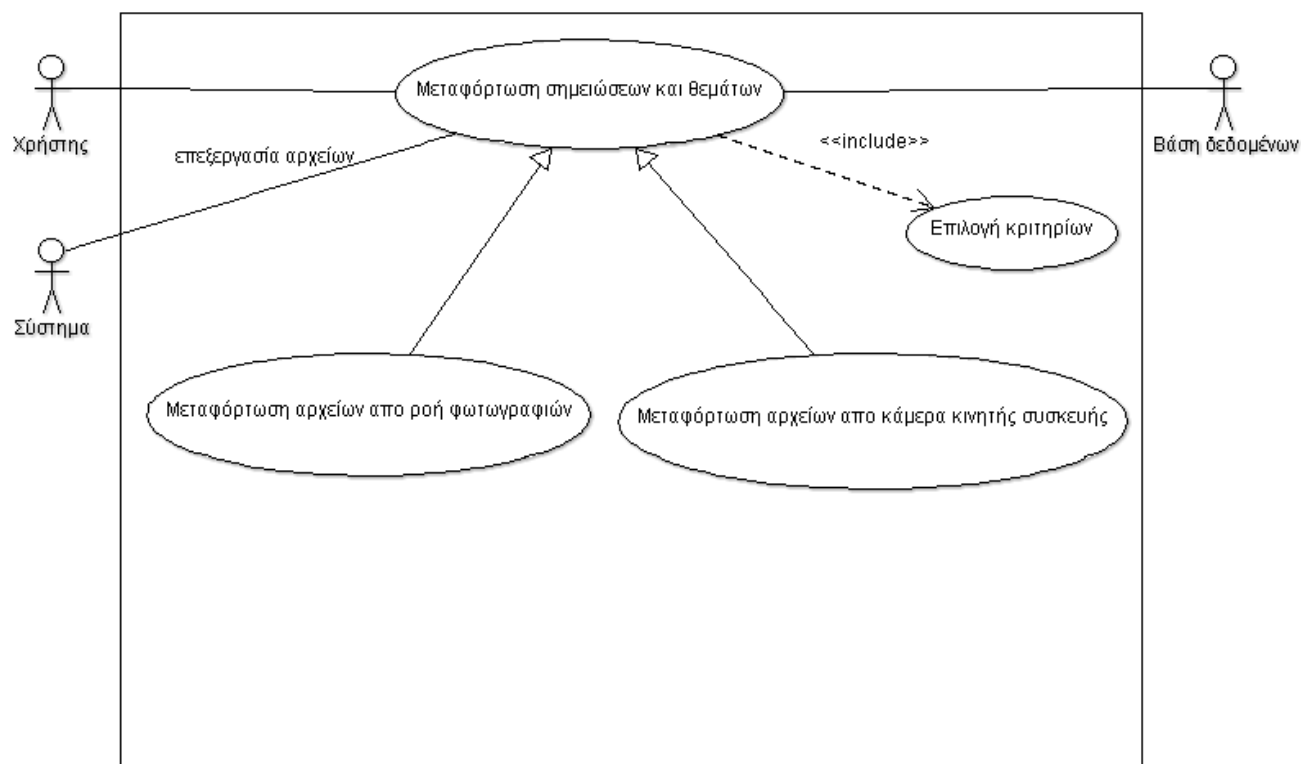 Μεταφόρτωση σημειώσεων και θεμάτων
Χρήστης
<<include>>
Βάση δεδομένων
επεξεργασία αρχείων
Επιλογή κριτηρίων
Σύστημα
Μεταφόρτωση αρχείων απο ροή φωτογραφιών
Μεταφόρτωση αρχείων απο κάμερα κινητής συσκευής